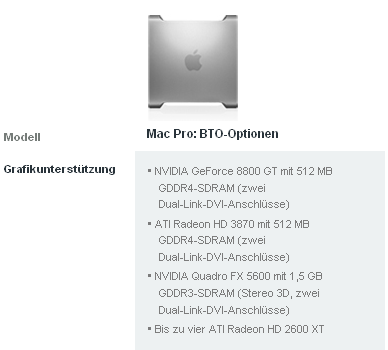 Modell
Mac Pro: BTO-Optionen
Grafikunterstützung
• NVIDIA GeForce 8800 GT mit 512 MB
GDDR4-SDRAM (zwei
Dual-Link-DVI-Anschlüsse)
• ATI Radeon HD 3870 mit 512 MB
GDDR4-SDRAM (zwei
Dual-Link-DVI-Anschlüsse)
• NVIDIA Quadro FX 5600 mit 1,5 GB
GDDR3-SDRAM (Stereo 3D, zwei
Dual-Link-DVI-Anschlüsse)
• Bis zu vier ATI Radeon HD 2600 XT